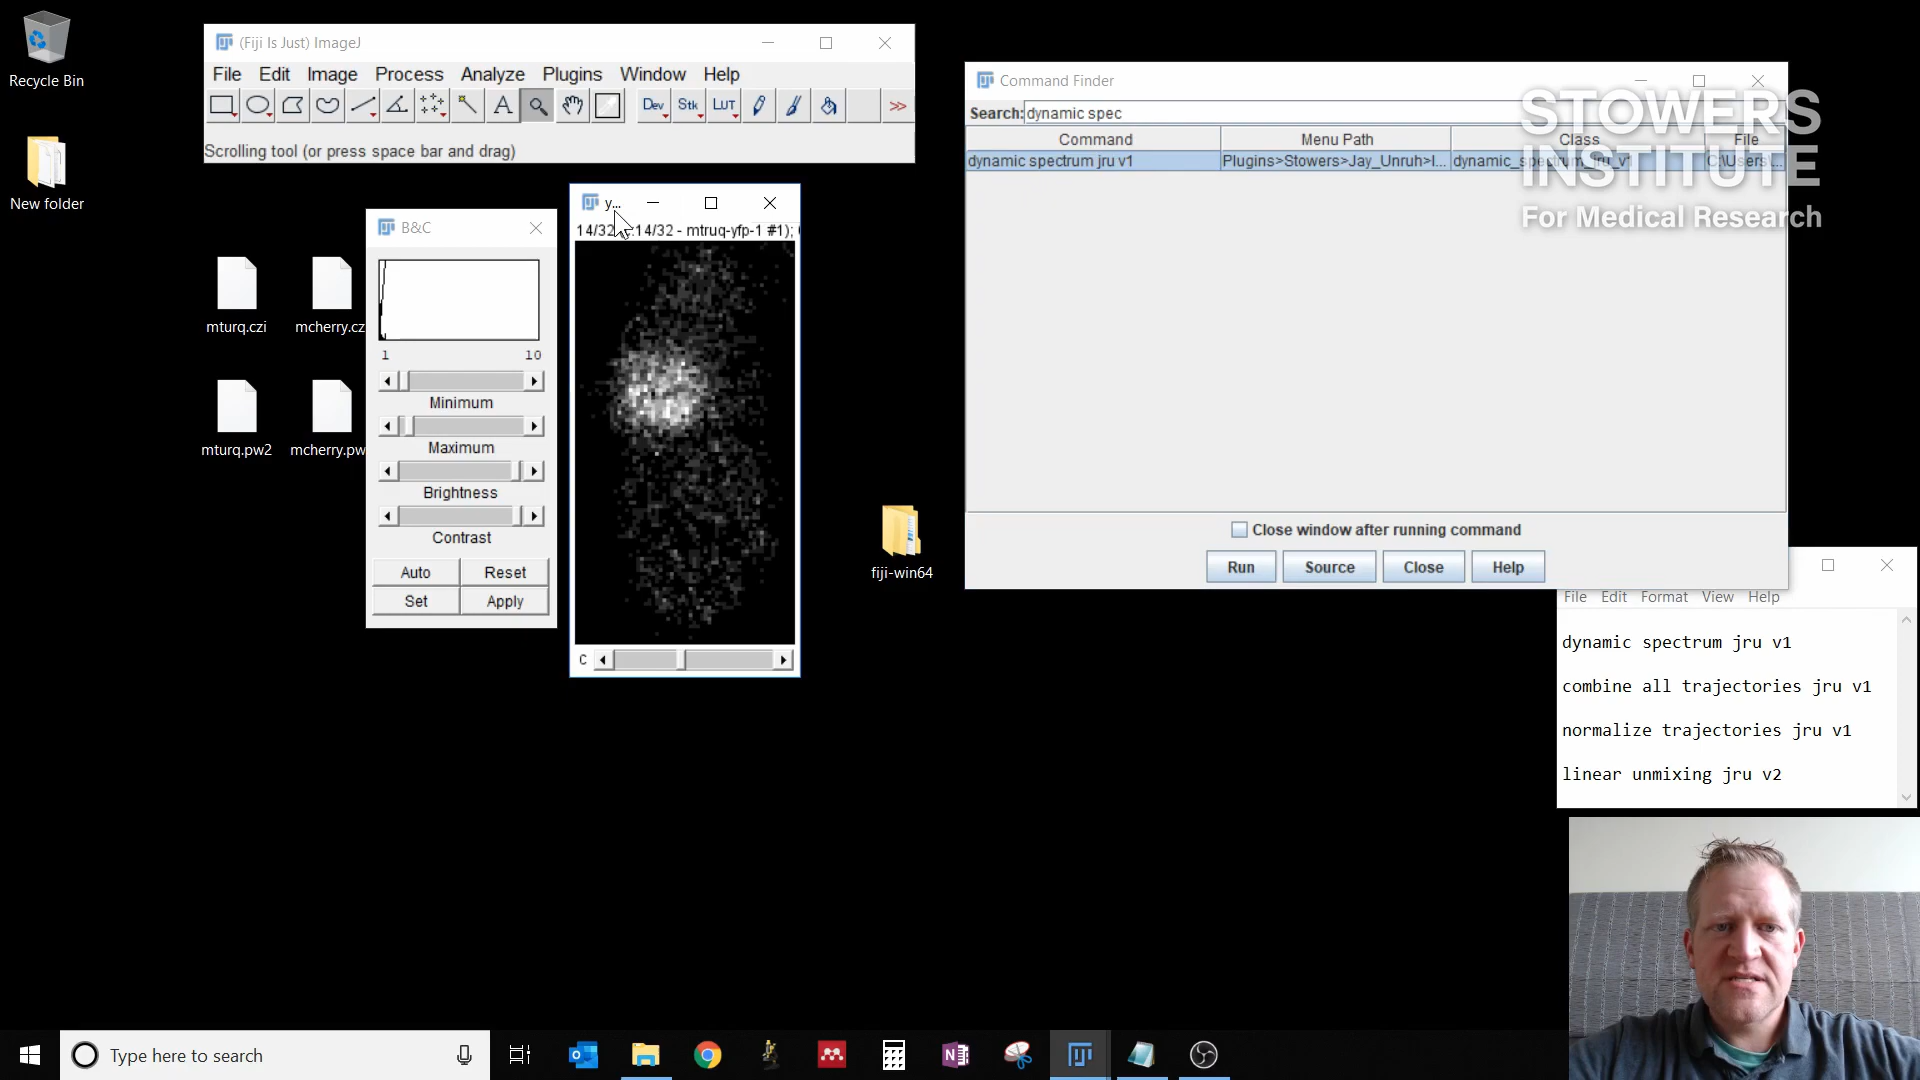 Recycle Bin
New folder
(Fiji Is Just) ImageJ
File Edit Image Process Analyze Plugins Window Help
A Dev Stk LUT >>
Scrolling tool (or press space bar and drag)
mturq.czi
mcherry.cz
mturq.pw2
mcherry.pw
B&C
1 10
Minimum
Maximum
Brightness
Contrast
Auto Reset
Set Apply
y...
14/32 :14/32 - mtruq-yfp-1 #1);
C
fiji-win64
Command Finder
Search: dynamic spec
Command Menu Path Class File
dynamic spectrum jru v1 Plugins>Stowers>Jay_Unruh>I... dynamic_spectrum_jru_v1 C:\Users\...
Close window after running command
Run Source Close Help
STOWERS
INSTITUTE
For Medical Research
File Edit Format View Help
dynamic spectrum jru v1
combine all trajectories jru v1
normalize trajectories jru v1
linear unmixing jru v2
Type here to search